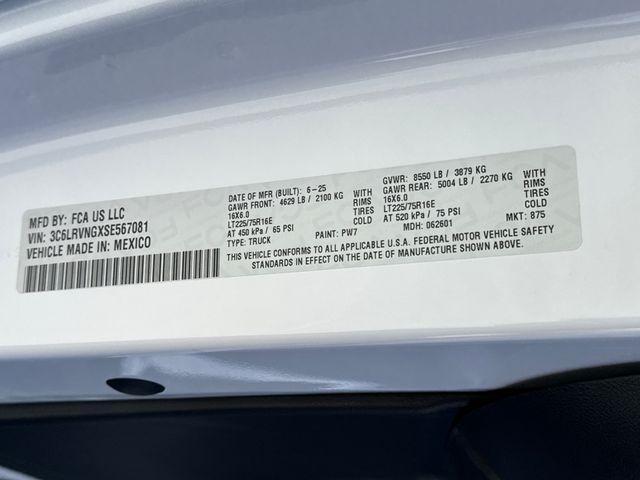 MFD BY: FCA US LLC
VIN: 3C6LRVNGXSE567081
VEHICLE MADE IN: MEXICO
DATE OF MFR (BUILT): 6-25
GAWR FRONT: 4629 LB / 2100 KG WITH
16X6.0 RIMS
LT225/75R16E TIRES
AT 450 kPa / 65 PSI COLD
TYPE: TRUCK PAINT: PW7
GVWR: 8550 LB / 3879 KG
GAWR REAR: 5004 LB / 2270 KG WITH
16X6.0 RIMS
LT225/75R16E TIRES
AT 520 kPa / 75 PSI COLD
MDH: 062601 MKT: 875
THIS VEHICLE CONFORMS TO ALL APPLICABLE U.S.A. FEDERAL MOTOR VEHICLE SAFETY
STANDARDS IN EFFECT ON THE DATE OF MANUFACTURE SHOWN ABOVE.